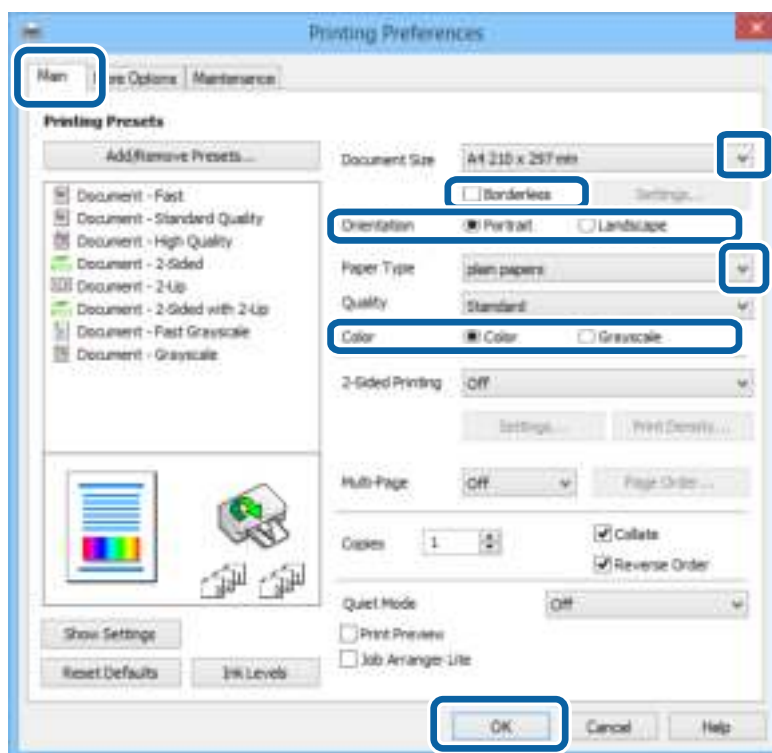 Printing Preferences
Main
More Options
Maintenance
Printing Presets
Add/Remove Presets...
Document - Fast
Document - Standard Quality
Document - High Quality
Document - 2-Sided
Document - 2-Up
Document - 2-Sided with 2-Up
Document - Fast Grayscale
Document - Grayscale
Show Settings
Reset Defaults
Ink Levels
Document Size
A4 210 x 297 mm
Borderless
Settings...
Orientation
Portrait
Landscape
Paper Type
plain papers
Quality
Standard
Color
Color
Grayscale
2-Sided Printing
Off
Settings...
Print Density...
Multi-Page
Off
Page Order...
Copies
1
Collate
Reverse Order
Quiet Mode
Off
Print Preview
Job Arranger Lite
OK
Cancel
Help